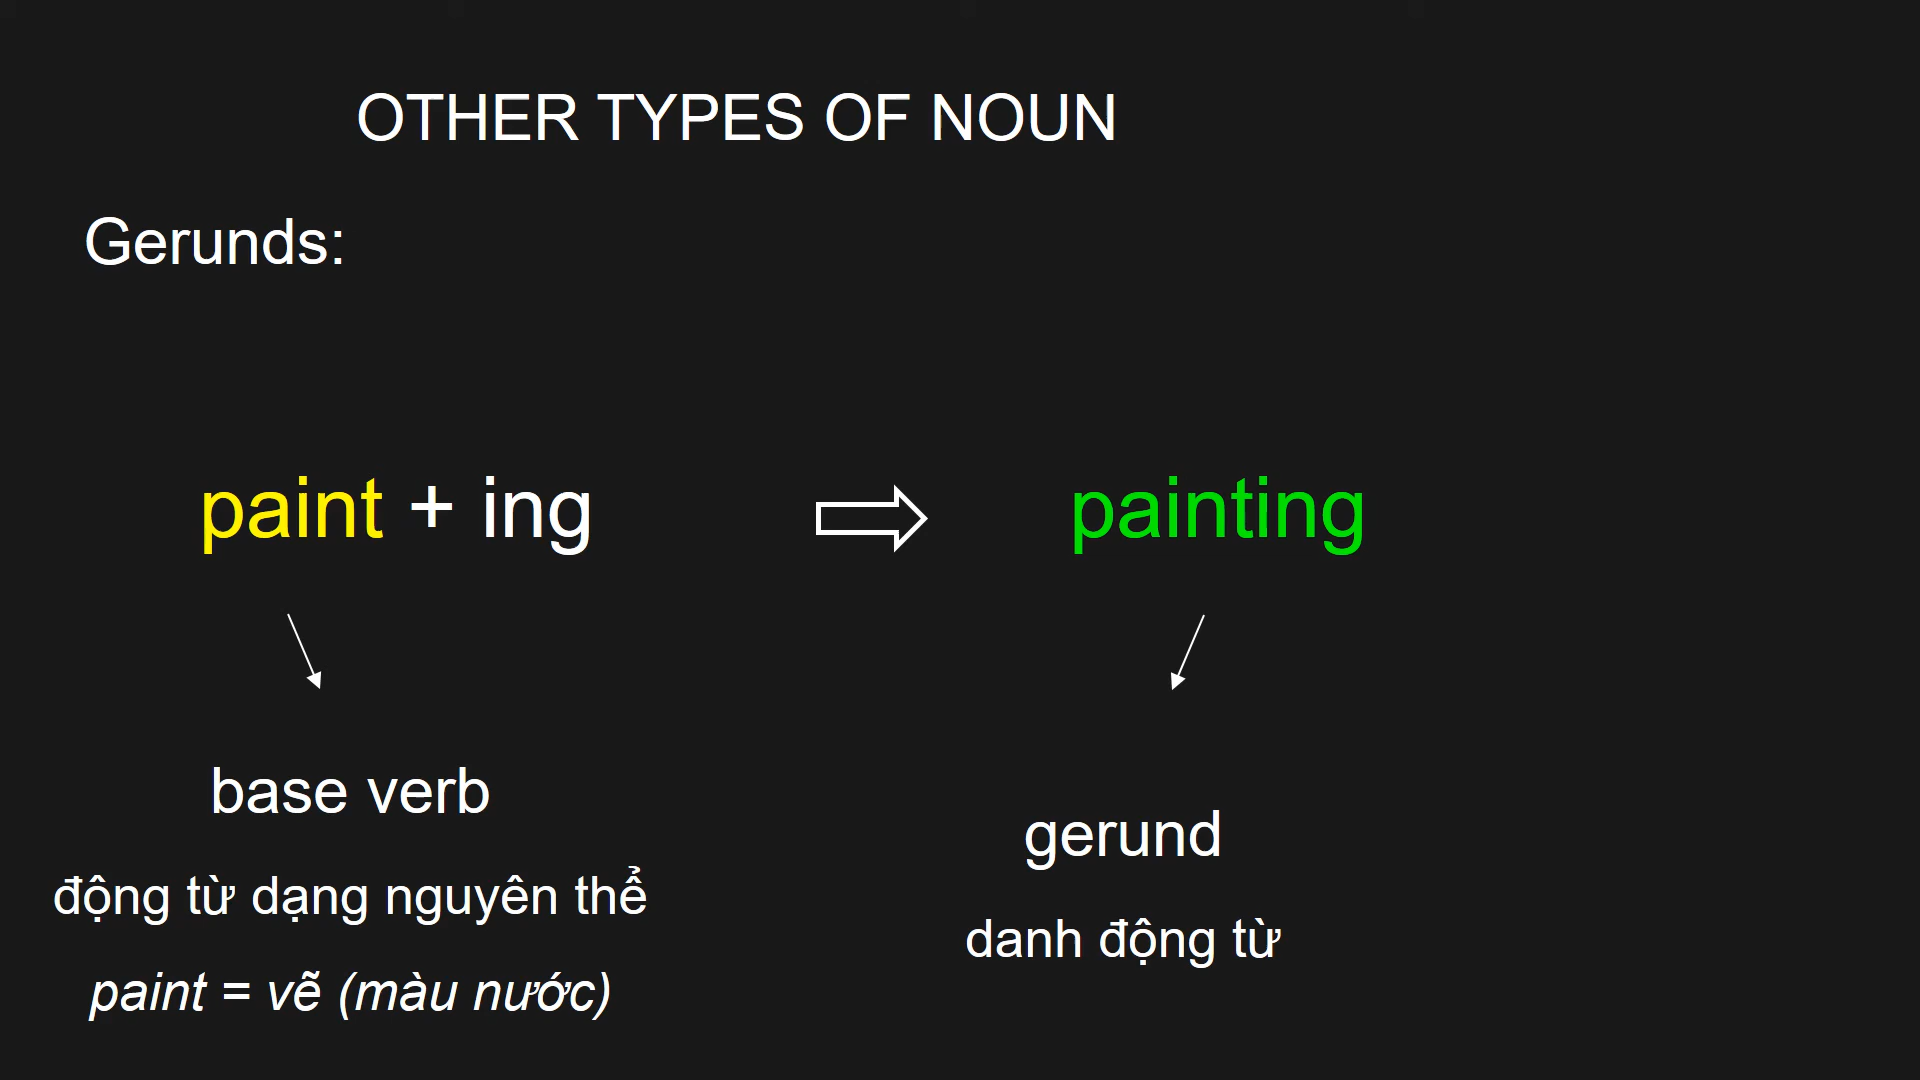 OTHER TYPES OF NOUN
Gerunds:
paint + ing
painting
base verb
động từ dạng nguyên thể
paint = vẽ (màu nước)
gerund
danh động từ